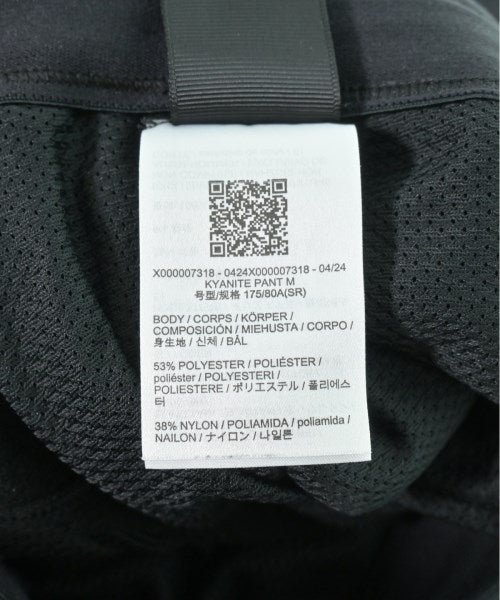 X000007318 - 0424X000007318 - 04/24
KYANITE PANT M
号型/规格 175/80A(SR)
BODY / CORPS / KÖRPER /
COMPOSICIÓN / MIEHUSTA / CORPO /
身生地 / 신체 / BÅL
53% POLYESTER / POLIÉSTER /
poliéster / POLYESTERI /
POLIESTERE / ポリエステル / 폴리에스
터
38% NYLON / POLIAMIDA / poliamida /
NAILON / ナイロン / 나일론